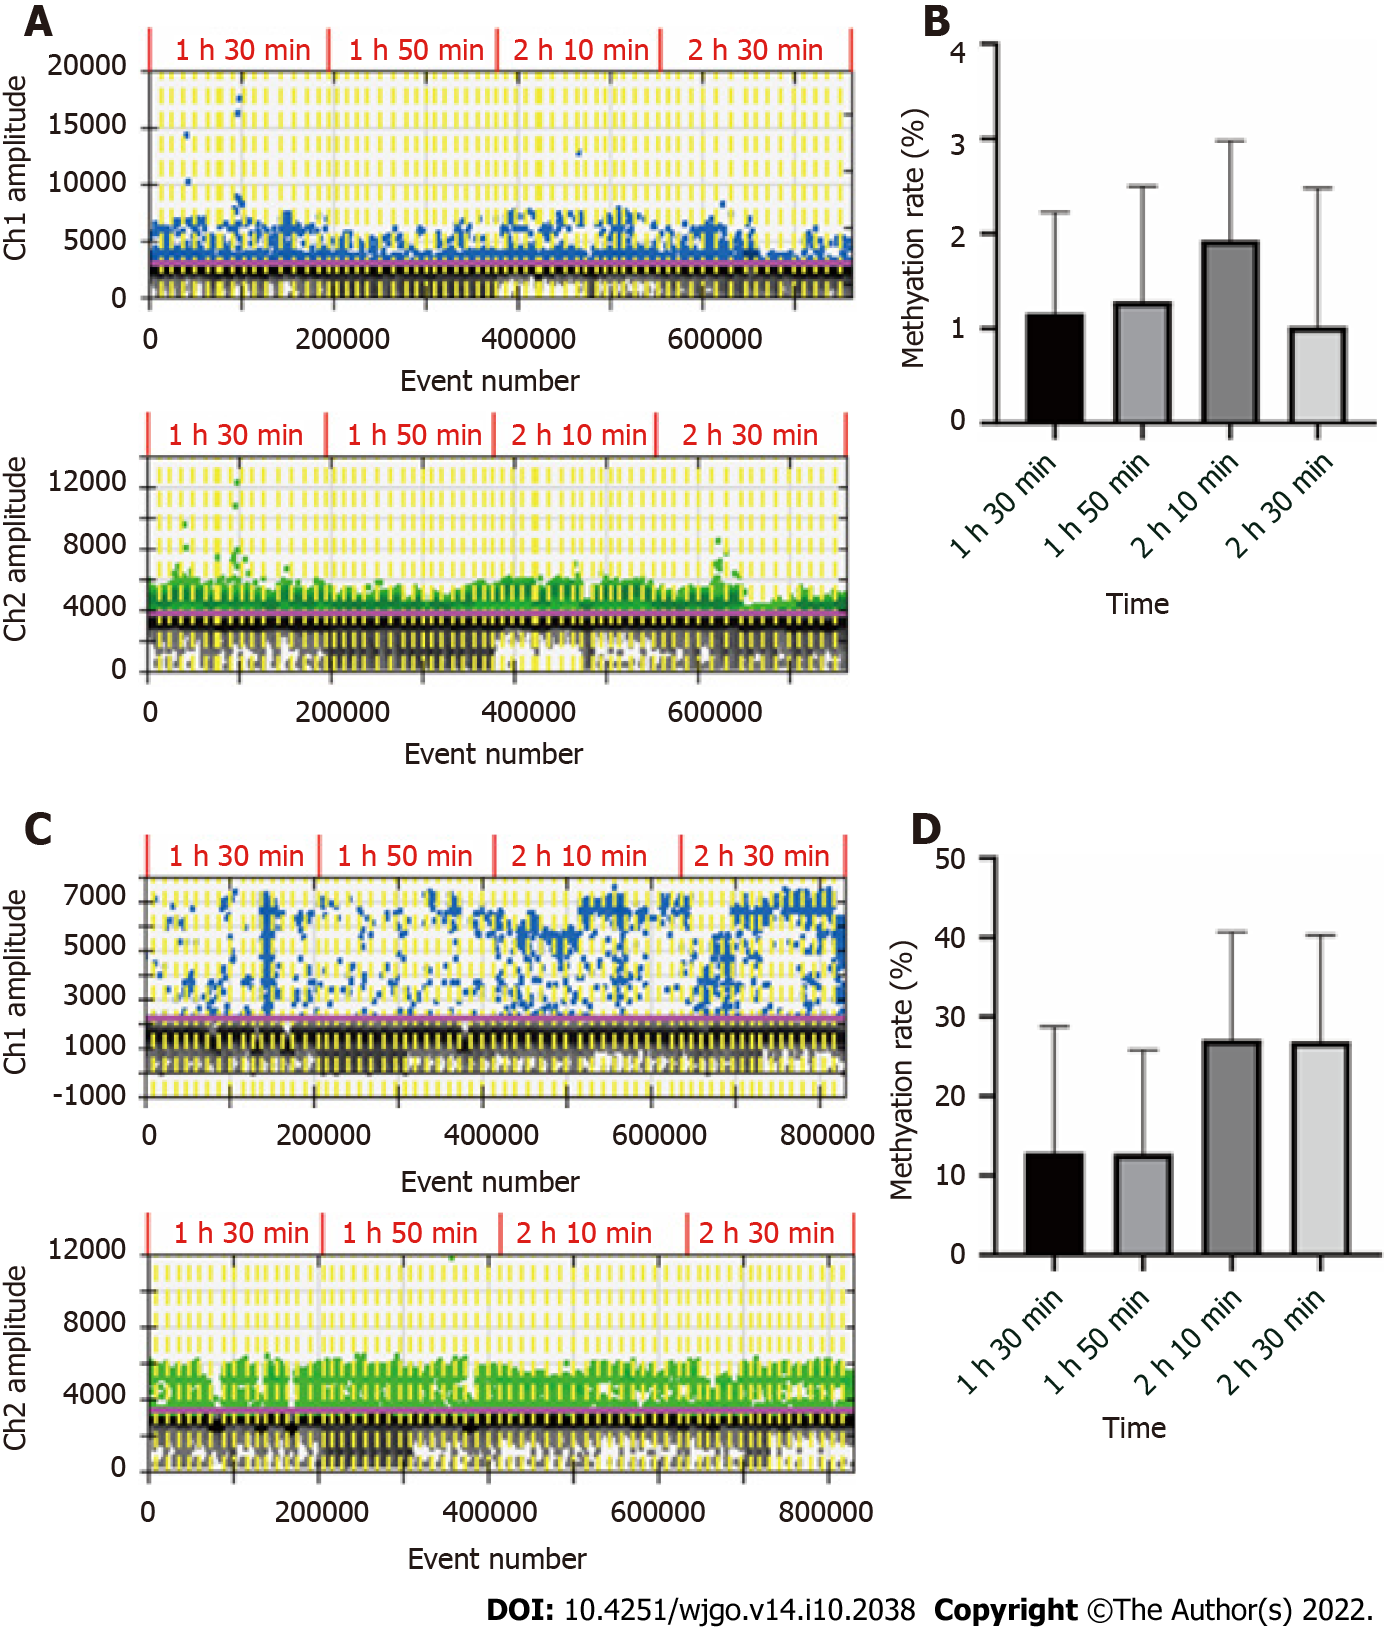 A
1 h 30 min 1 h 50 min 2 h 10 min 2 h 30 min
20000
15000
10000
5000
0
Ch1 amplitude
0 200000 400000 600000
Event number
1 h 30 min 1 h 50 min 2 h 10 min 2 h 30 min
12000
8000
4000
0
Ch2 amplitude
0 200000 400000 600000
Event number
B
4
3
2
1
0
Methyation rate (%)
1 h 30 min
1 h 50 min
2 h 10 min
2 h 30 min
Time
C
1 h 30 min 1 h 50 min 2 h 10 min 2 h 30 min
7000
5000
3000
1000
-1000
Ch1 amplitude
0 200000 400000 600000 800000
Event number
1 h 30 min 1 h 50 min 2 h 10 min 2 h 30 min
12000
8000
4000
0
Ch2 amplitude
0 200000 400000 600000 800000
Event number
D
50
40
30
20
10
0
Methyation rate (%)
1 h 30 min
1 h 50 min
2 h 10 min
2 h 30 min
Time
DOI: 10.4251/wjgo.v14.i10.2038 Copyright ©The Author(s) 2022.